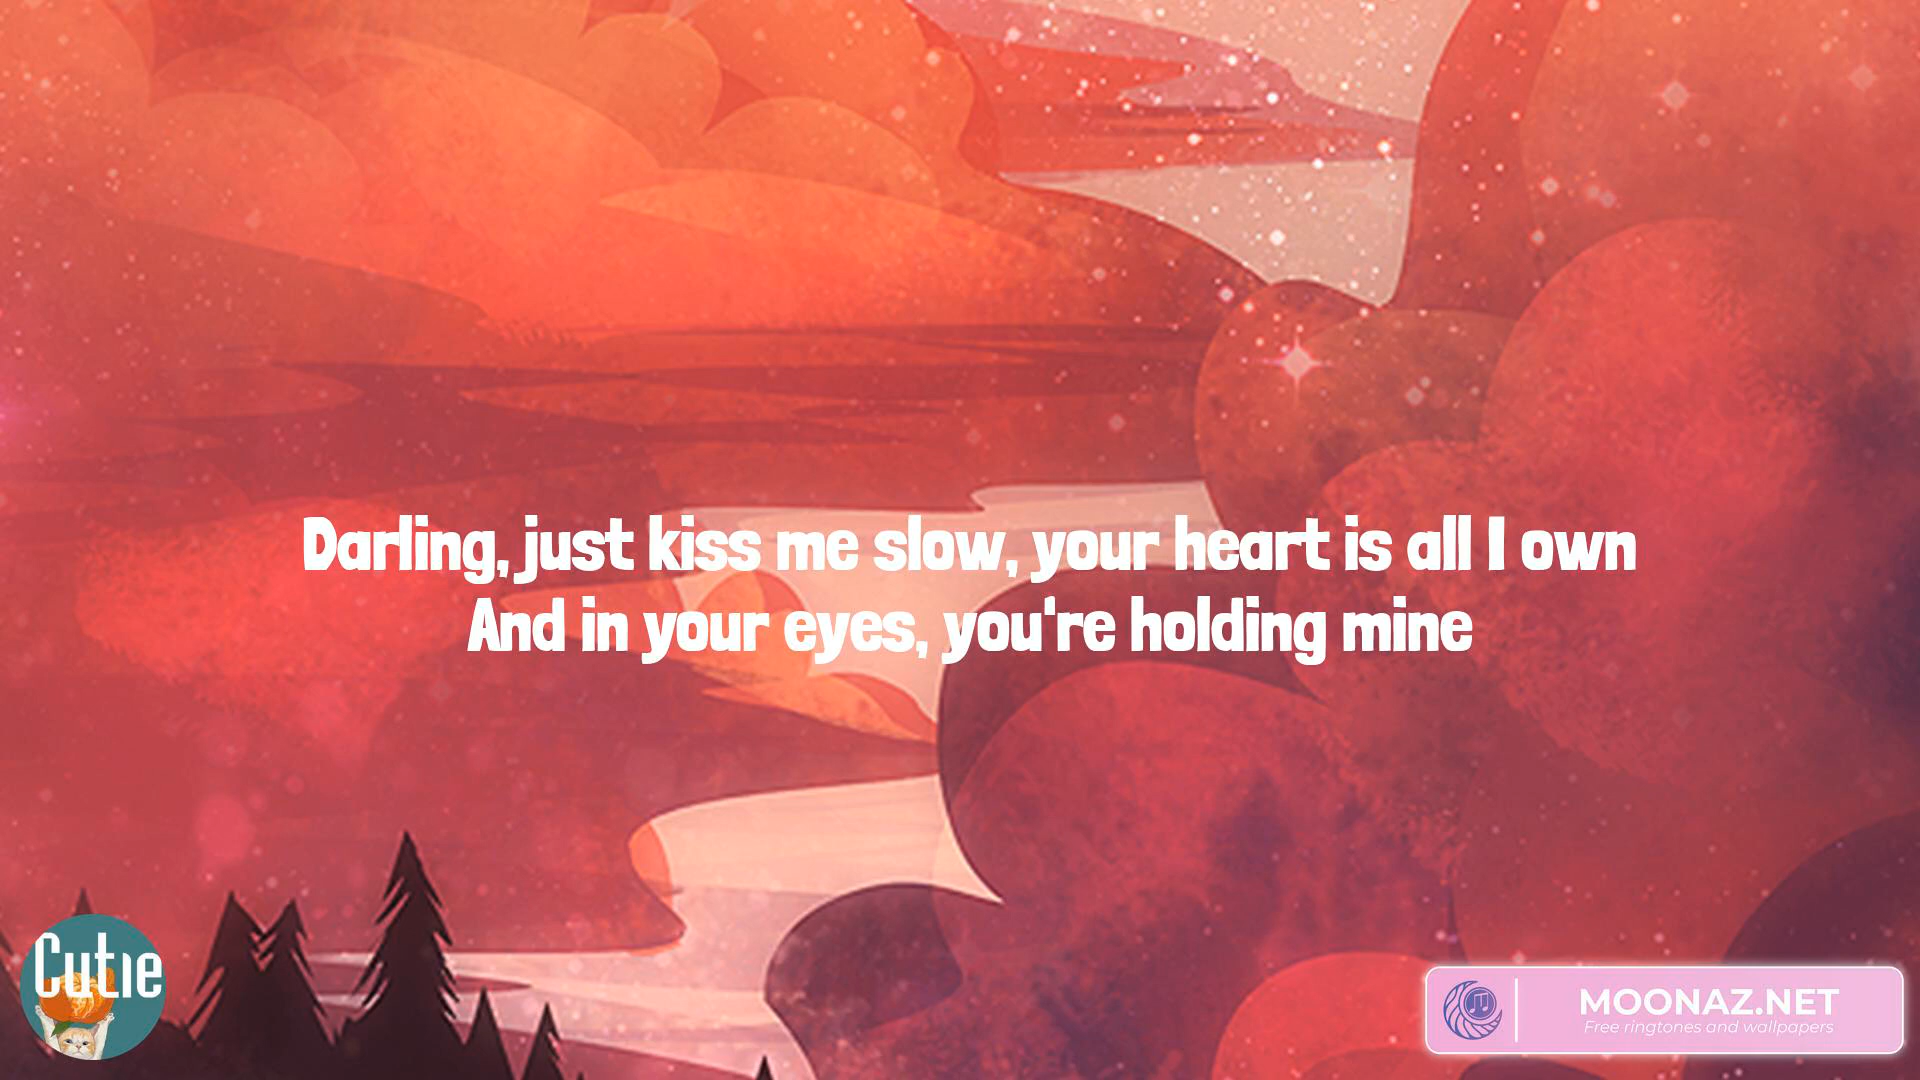 Darling, just kiss me slow, your heart is all I own
And in your eyes, you're holding mine
Cutie
MOONAZ.NET
Free ringtones and wallpapers